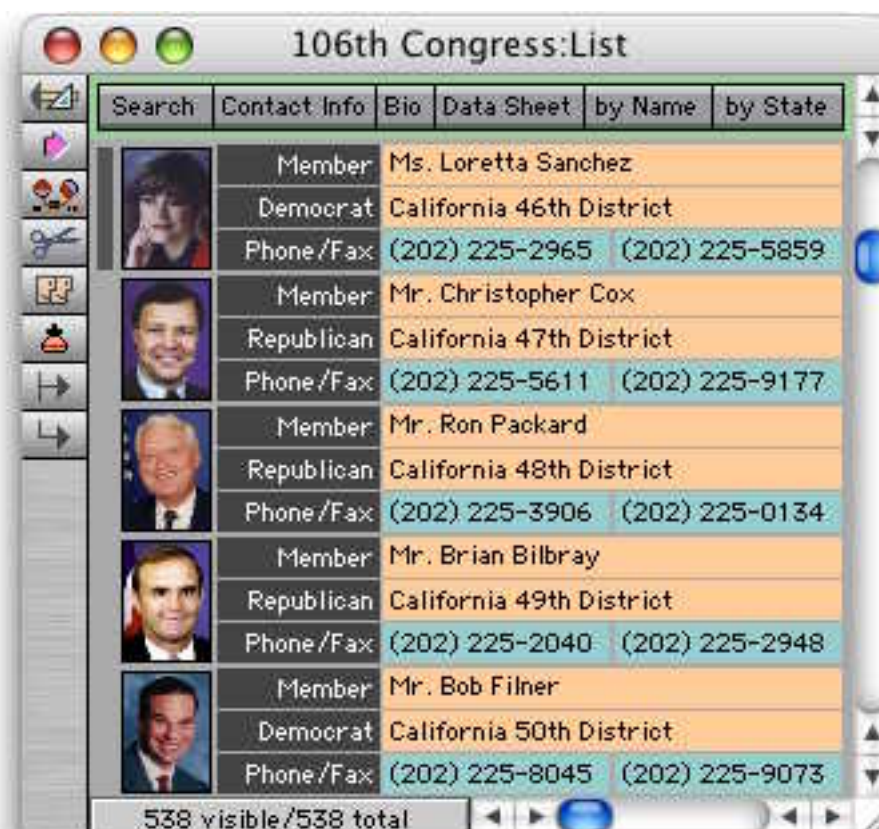 106th Congress:List
Search Contact Info Bio Data Sheet by Name by State
Member Ms. Loretta Sanchez
Democrat California 46th District
Phone/Fax (202) 225-2965 (202) 225-5859
Member Mr. Christopher Cox
Republican California 47th District
Phone/Fax (202) 225-5611 (202) 225-9177
Member Mr. Ron Packard
Republican California 48th District
Phone/Fax (202) 225-3906 (202) 225-0134
Member Mr. Brian Bilbray
Republican California 49th District
Phone/Fax (202) 225-2040 (202) 225-2948
Member Mr. Bob Filner
Democrat California 50th District
Phone/Fax (202) 225-8045 (202) 225-9073
538 visible/538 total